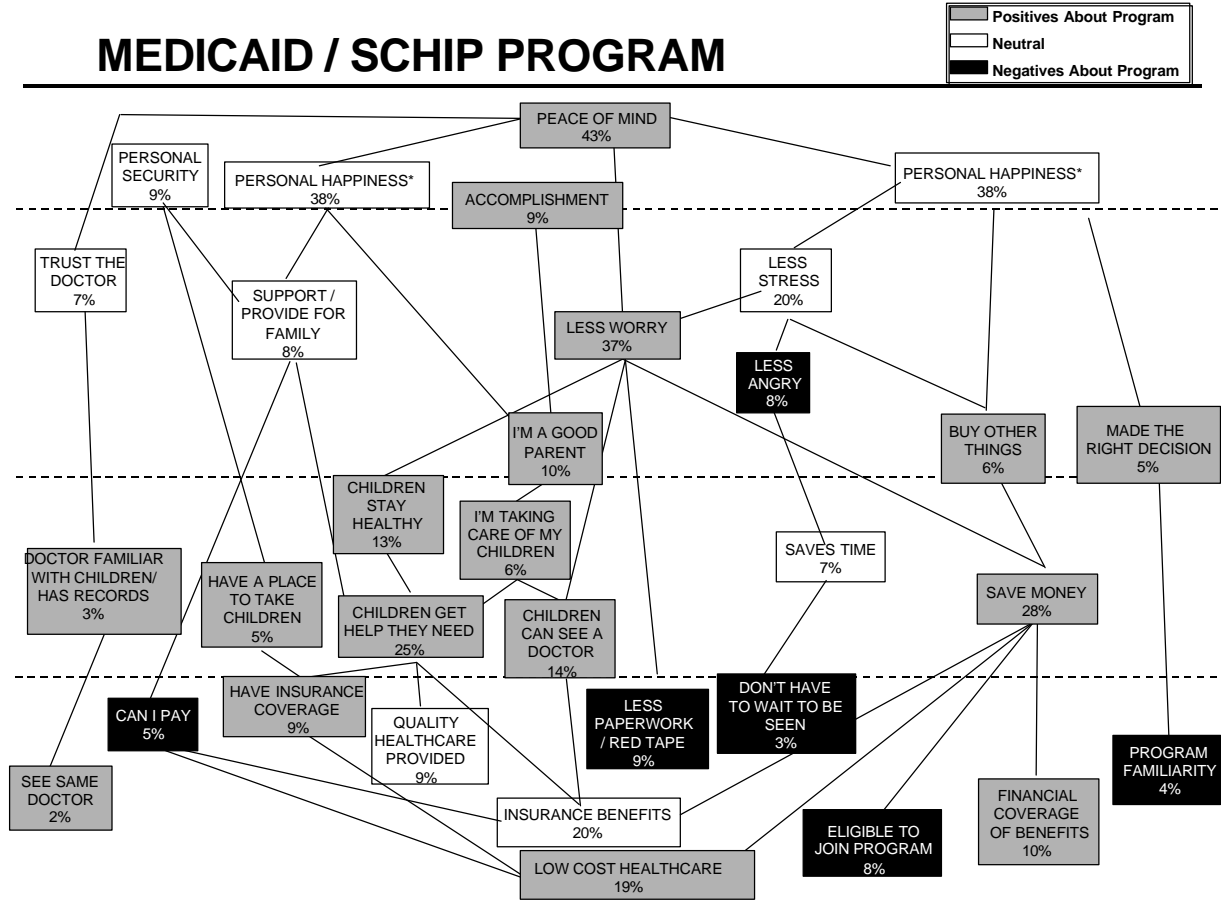 Positives About Program
Neutral
Negatives About Program
MEDICAID / SCHIP PROGRAM
PEACE OF MIND
43%
PERSONAL
SECURITY
9%
PERSONAL HAPPINESS*
38%
ACCOMPLISHMENT
9%
PERSONAL HAPPINESS*
38%
TRUST THE
DOCTOR
7%
SUPPORT /
PROVIDE FOR
FAMILY
8%
LESS WORRY
37%
LESS
STRESS
20%
LESS
ANGRY
8%
I'M A GOOD
PARENT
10%
BUY OTHER
THINGS
6%
MADE THE
RIGHT DECISION
5%
CHILDREN
STAY
HEALTHY
13%
I'M TAKING
CARE OF MY
CHILDREN
6%
SAVES TIME
7%
DOCTOR FAMILIAR
WITH CHILDREN/
HAS RECORDS
3%
HAVE A PLACE
TO TAKE
CHILDREN
5%
CHILDREN GET
HELP THEY NEED
25%
CHILDREN
CAN SEE A
DOCTOR
14%
SAVE MONEY
28%
CAN I PAY
5%
HAVE INSURANCE
COVERAGE
9%
QUALITY
HEALTHCARE
PROVIDED
9%
LESS
PAPERWORK
/ RED TAPE
9%
DON'T HAVE
TO WAIT TO BE
SEEN
3%
PROGRAM
FAMILIARITY
4%
SEE SAME
DOCTOR
2%
INSURANCE BENEFITS
20%
LOW COST HEALTHCARE
19%
ELIGIBLE TO
JOIN PROGRAM
8%
FINANCIAL
COVERAGE
OF BENEFITS
10%